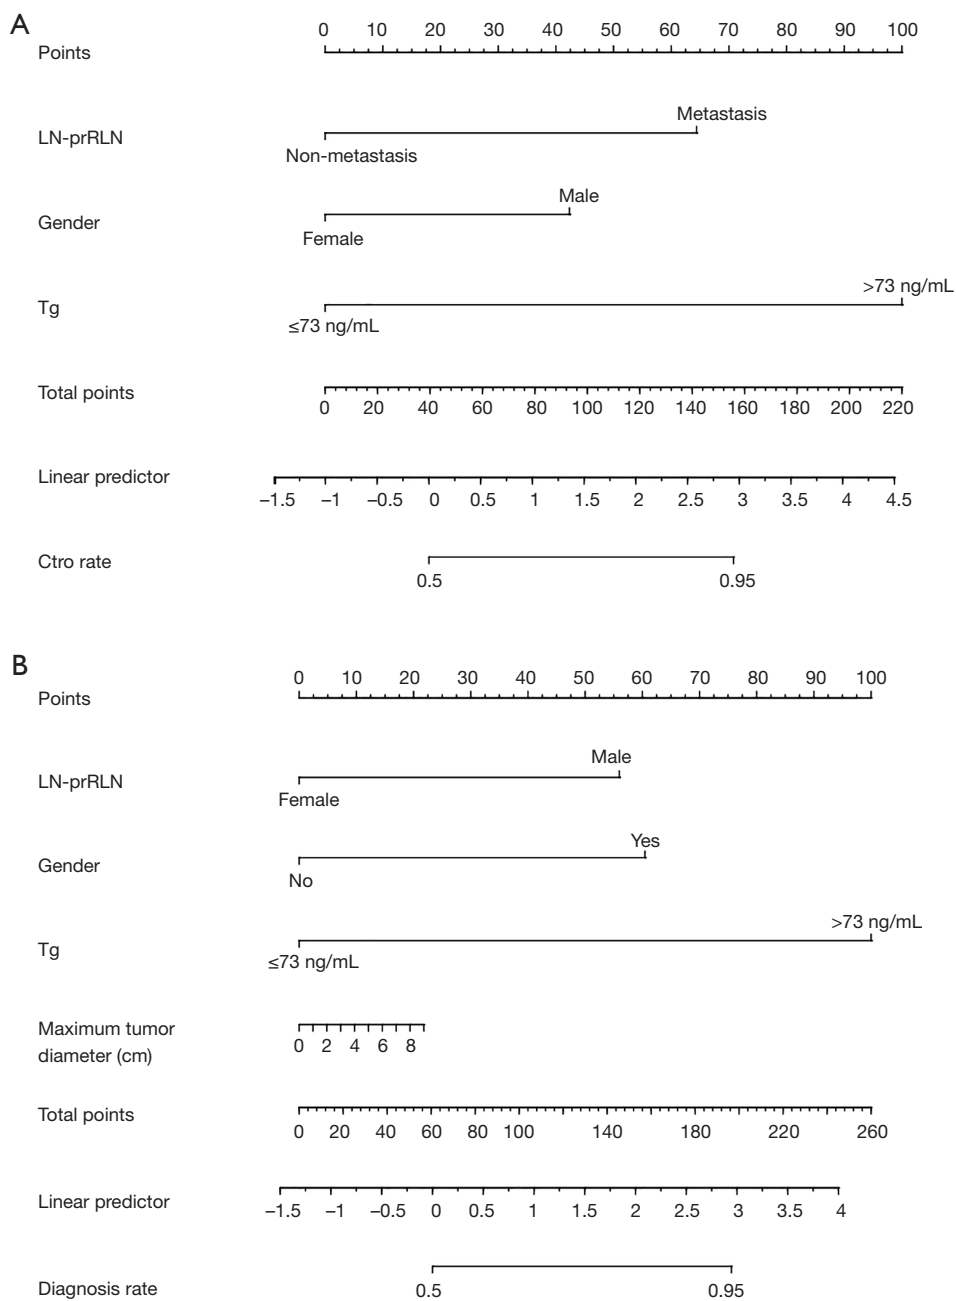 A
Points 0 10 20 30 40 50 60 70 80 90 100
Metastasis
LN-prRLN
Non-metastasis
Male
Gender
Female
>73 ng/mL
Tg
≤73 ng/mL
Total points
0 20 40 60 80 100 120 140 160 180 200 220
Linear predictor
–1.5 –1 –0.5 0 0.5 1 1.5 2 2.5 3 3.5 4 4.5
Ctro rate
0.5 0.95
B
Points 0 10 20 30 40 50 60 70 80 90 100
Male
LN-prRLN
Female
Yes
Gender
No
>73 ng/mL
Tg
≤73 ng/mL
Maximum tumor
diameter (cm)
0 2 4 6 8
Total points
0 20 40 60 80 100 140 180 220 260
Linear predictor
–1.5 –1 –0.5 0 0.5 1 1.5 2 2.5 3 3.5 4
Diagnosis rate
0.5 0.95